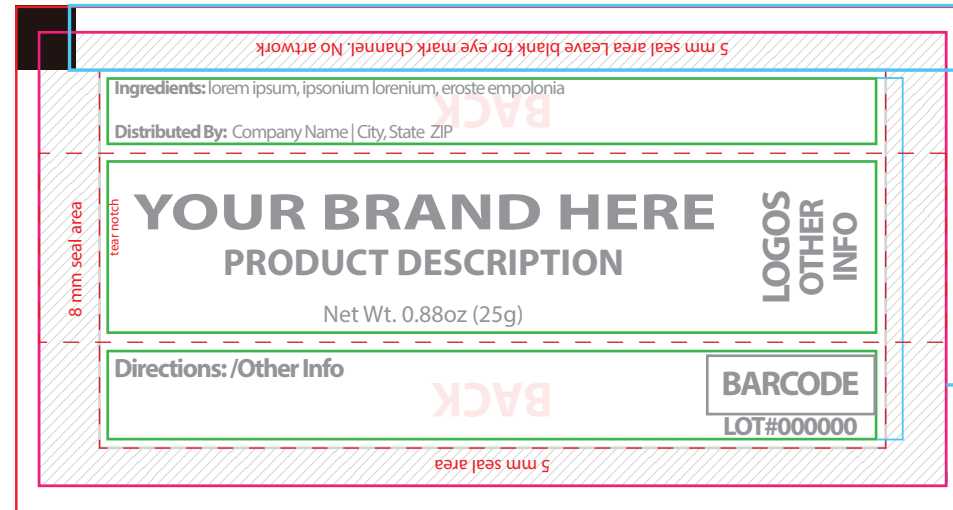 5 mm seal area Leave blank for eye mark channel. No artwork
Ingredients: lorem ipsum, ipsonium lorenium, eroste empolonia
BACK
Distributed By: Company Name | City, State ZIP
8 mm seal area
tear notch
YOUR BRAND HERE
PRODUCT DESCRIPTION
Net Wt. 0.88oz (25g)
LOGOS
OTHER
INFO
Directions: /Other Info
BACK
BARCODE
LOT#000000
5 mm seal area